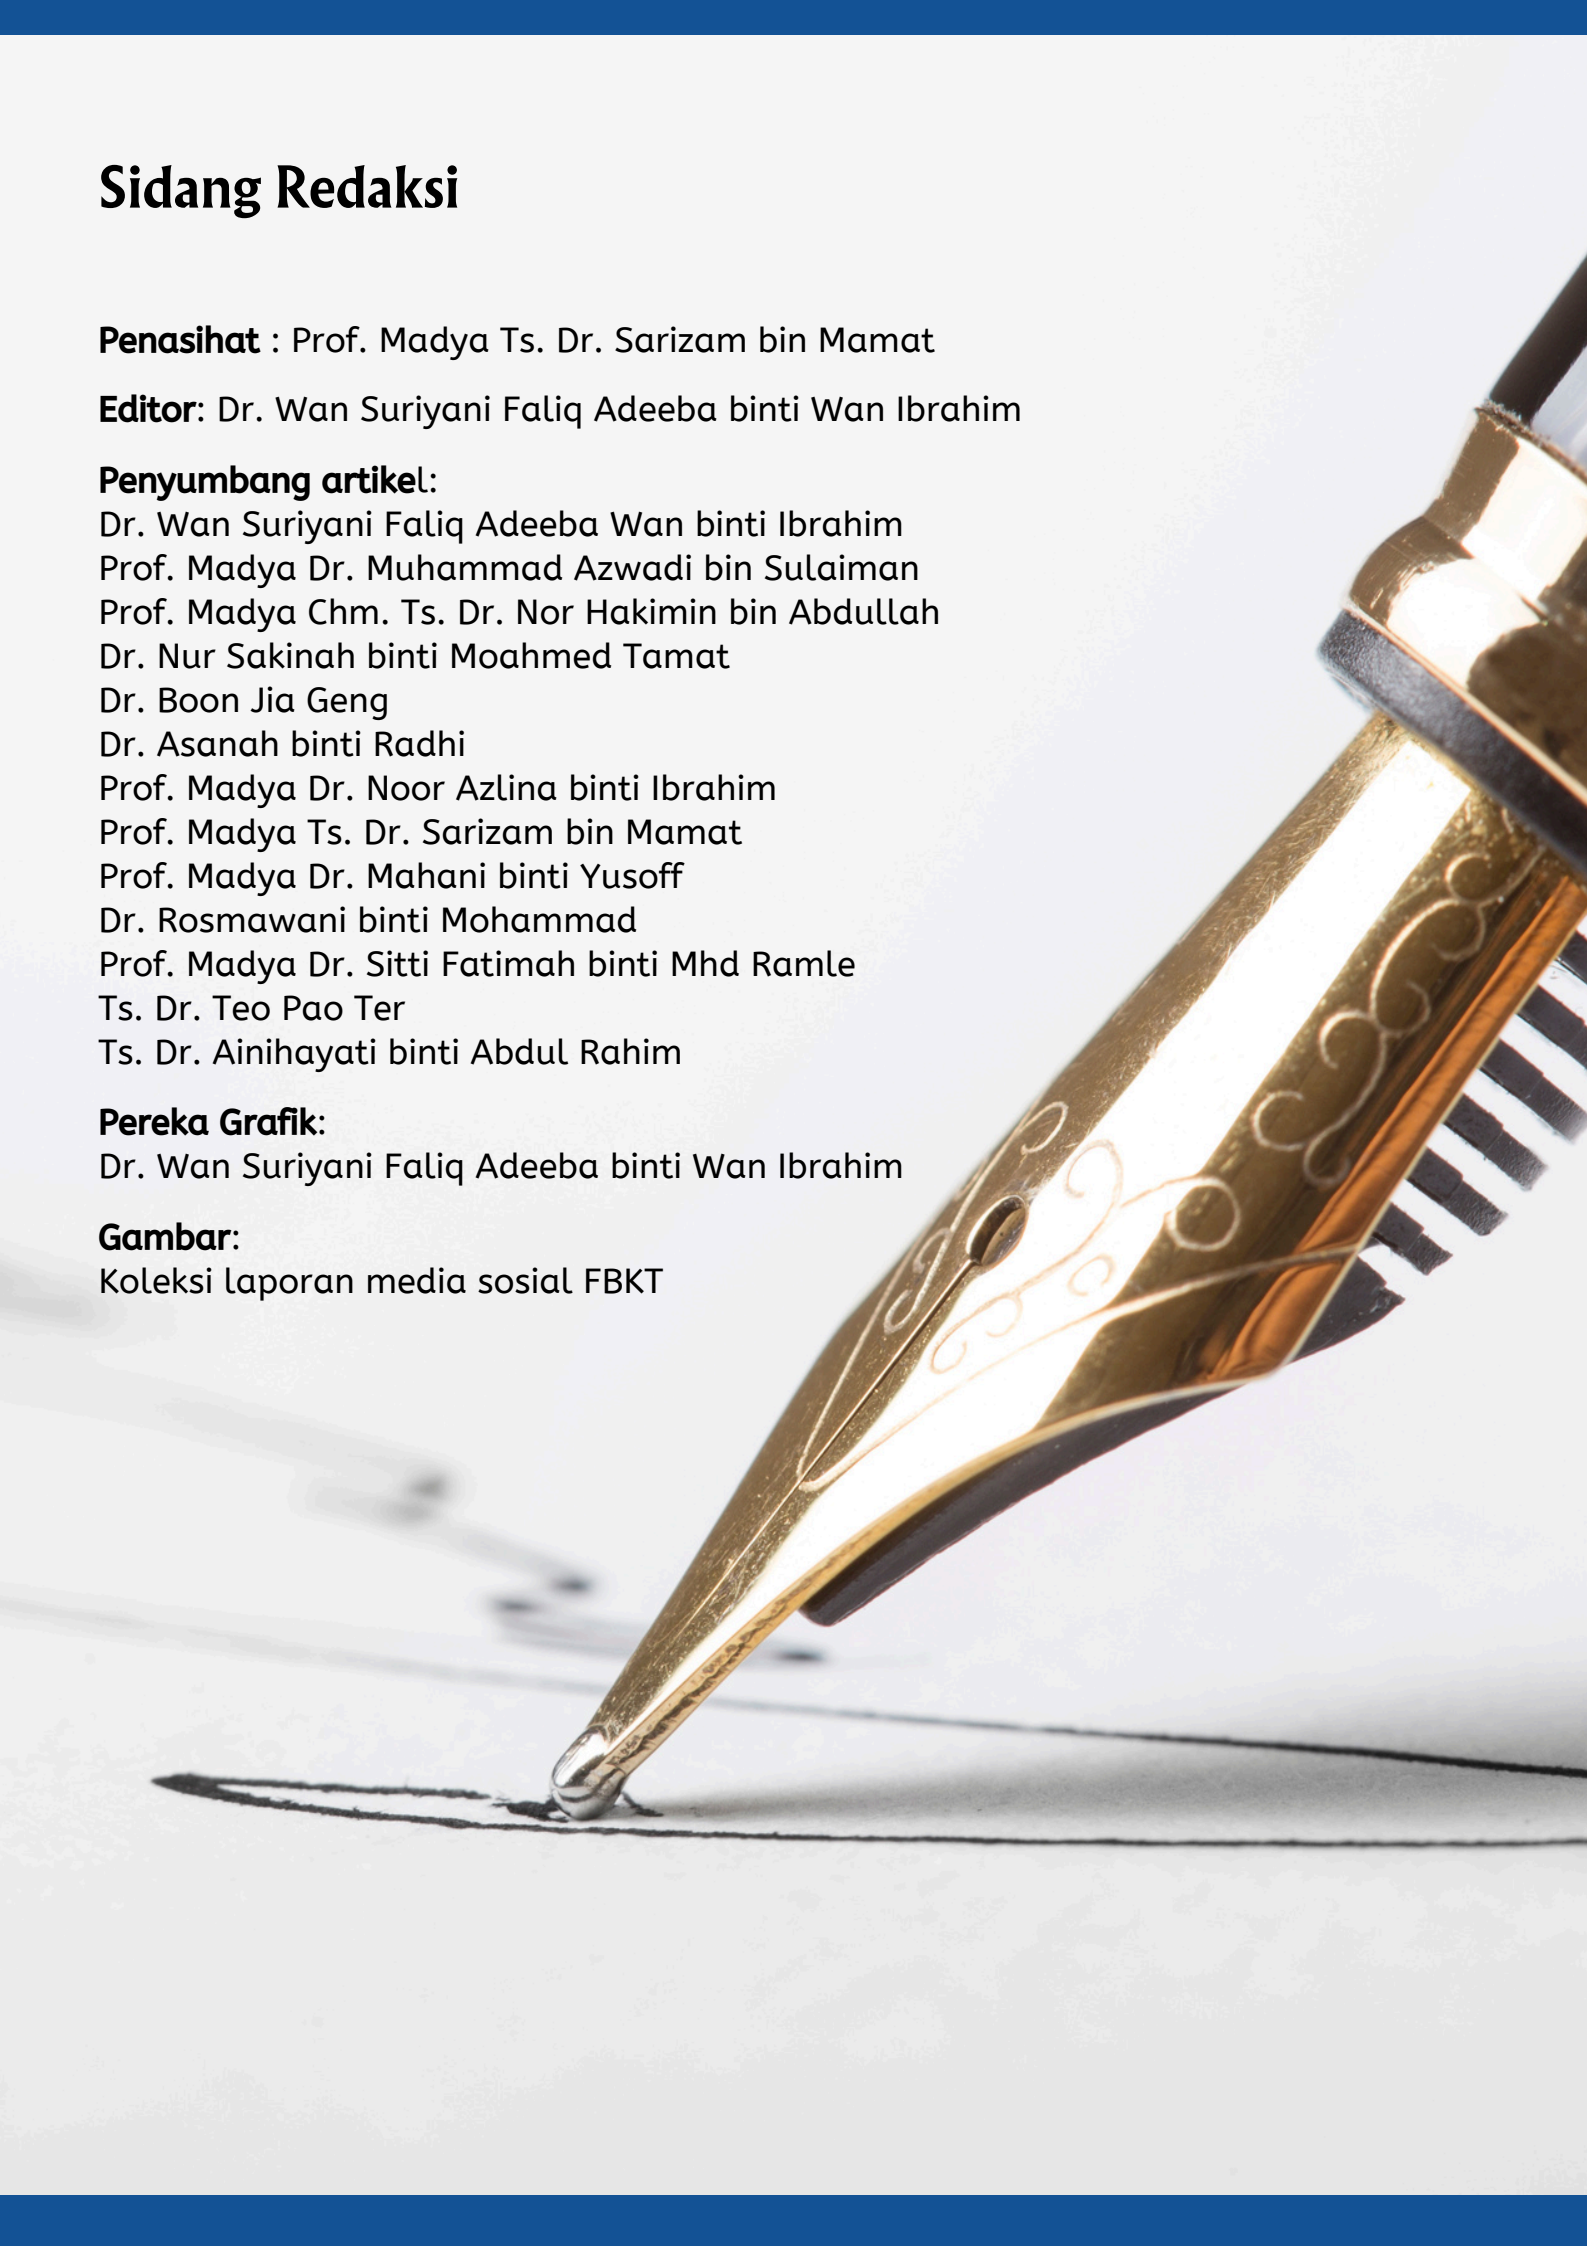 Sidang Redaksi
Penasihat : Prof. Madya Ts. Dr. Sarizam bin Mamat
Editor: Dr. Wan Suriyani Faliq Adeeba binti Wan Ibrahim
Penyumbang artikel:
Dr. Wan Suriyani Faliq Adeeba Wan binti Ibrahim
Prof. Madya Dr. Muhammad Azwadi bin Sulaiman
Prof. Madya Chm. Ts. Dr. Nor Hakimin bin Abdullah
Dr. Nur Sakinah binti Moahmed Tamat
Dr. Boon Jia Geng
Dr. Asanah binti Radhi
Prof. Madya Dr. Noor Azlina binti Ibrahim
Prof. Madya Ts. Dr. Sarizam bin Mamat
Prof. Madya Dr. Mahani binti Yusoff
Dr. Rosmawani binti Mohammad
Prof. Madya Dr. Sitti Fatimah binti Mhd Ramle
Ts. Dr. Teo Pao Ter
Ts. Dr. Ainihayati binti Abdul Rahim
Pereka Grafik:
Dr. Wan Suriyani Faliq Adeeba binti Wan Ibrahim
Gambar:
Koleksi laporan media sosial FBKT